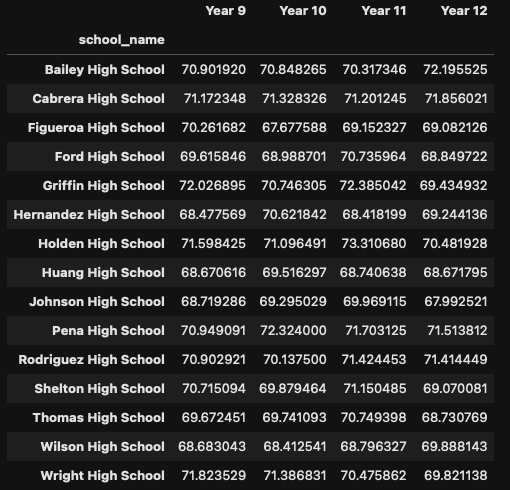 Year 9 Year 10 Year 11 Year 12
school_name
Bailey High School 70.901920 70.848265 70.317346 72.195525
Cabrera High School 71.172348 71.328326 71.201245 71.856021
Figueroa High School 70.261682 67.677588 69.152327 69.082126
Ford High School 69.615846 68.988701 70.735964 68.849722
Griffin High School 72.026895 70.746305 72.385042 69.434932
Hernandez High School 68.477569 70.621842 68.418199 69.244136
Holden High School 71.598425 71.096491 73.310680 70.481928
Huang High School 68.670616 69.516297 68.740638 68.671795
Johnson High School 68.719286 69.295029 69.969115 67.992521
Pena High School 70.949091 72.324000 71.703125 71.513812
Rodriguez High School 70.902921 70.137500 71.424453 71.414449
Shelton High School 70.715094 69.879464 71.150485 69.070081
Thomas High School 69.672451 69.741093 70.749398 68.730769
Wilson High School 68.683043 68.412541 68.796327 69.888143
Wright High School 71.823529 71.386831 70.475862 69.821138